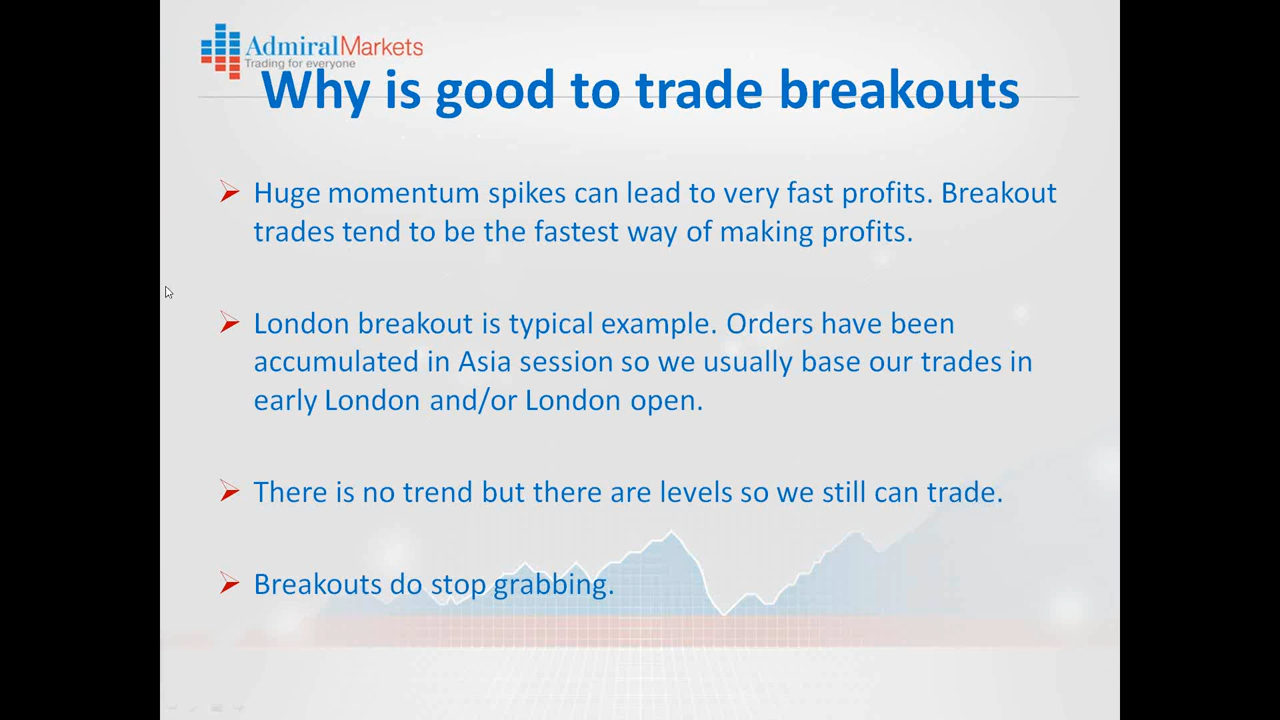 AdmiralMarkets
Trading for everyone
Why is good to trade breakouts
Huge momentum spikes can lead to very fast profits. Breakout
trades tend to be the fastest way of making profits.
London breakout is typical example. Orders have been
accumulated in Asia session so we usually base our trades in
early London and/or London open.
There is no trend but there are levels so we still can trade.
Breakouts do stop grabbing.